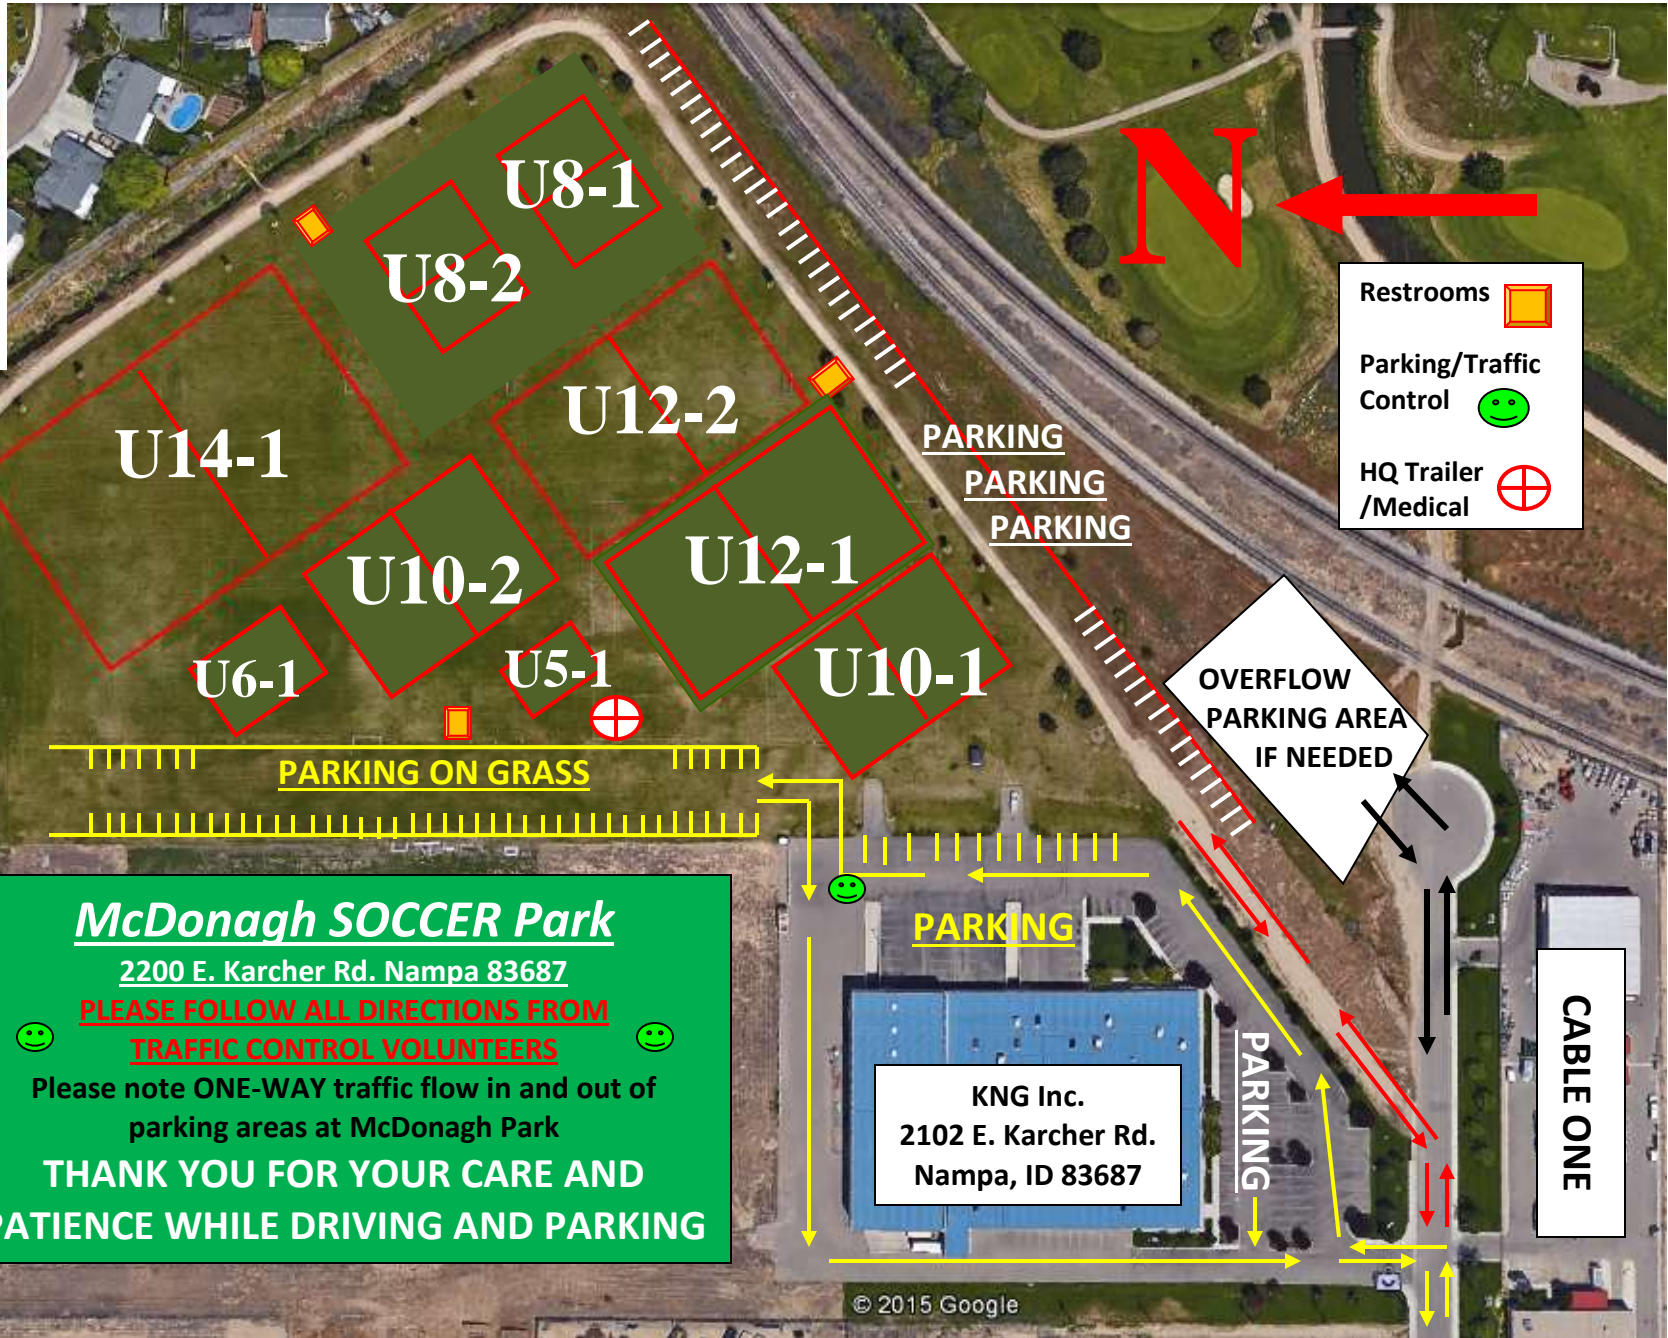 U8-1
N
U8-2
Restrooms
Parking/Traffic
Control
HQ Trailer
/Medical
U12-2
U14-1
PARKING
PARKING
PARKING
U12-1
U10-2
U10-1
U6-1
U5-1
OVERFLOW
PARKING AREA
IF NEEDED
PARKING ON GRASS
PARKING
McDonagh SOCCER Park
2200 E. Karcher Rd. Nampa 83687
PLEASE FOLLOW ALL DIRECTIONS FROM
TRAFFIC CONTROL VOLUNTEERS
Please note ONE-WAY traffic flow in and out of
parking areas at McDonagh Park
THANK YOU FOR YOUR CARE AND
PATIENCE WHILE DRIVING AND PARKING
KNG Inc.
2102 E. Karcher Rd.
Nampa, ID 83687
PARKING
CABLE ONE
© 2015 Google